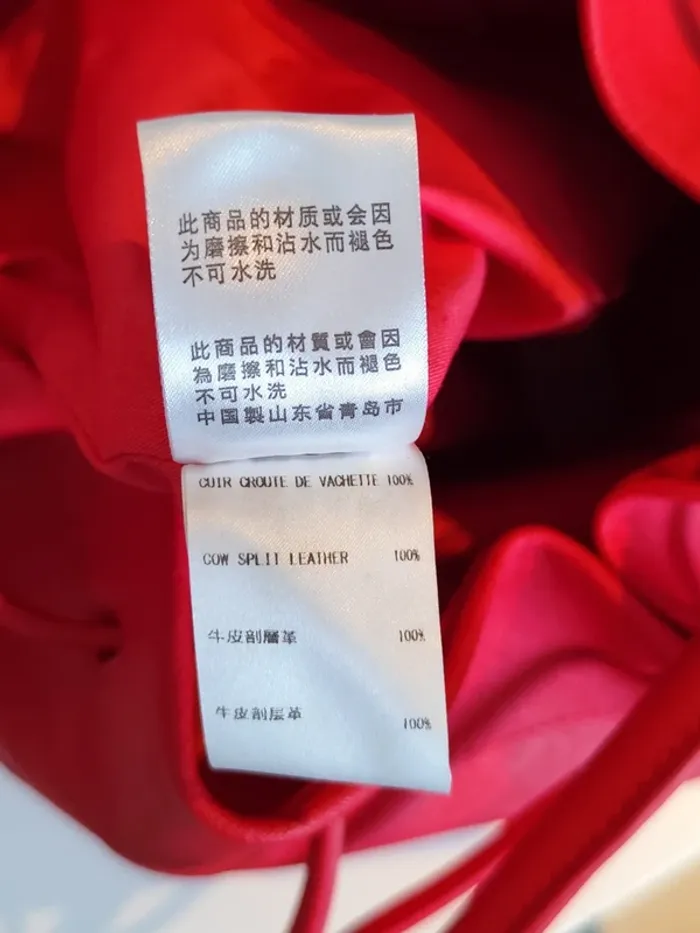 此商品的材质或会因
为磨擦和沾水而褪色
不可水洗
此商品的材質或會因
為磨擦和沾水而褪色
不可水洗
中国製山东省青岛市
CUIR CROUTE DE VACHETTE 100%
COW SPLIT LEATHER 100%
牛皮剖層革 100%
牛皮剖层革 100%